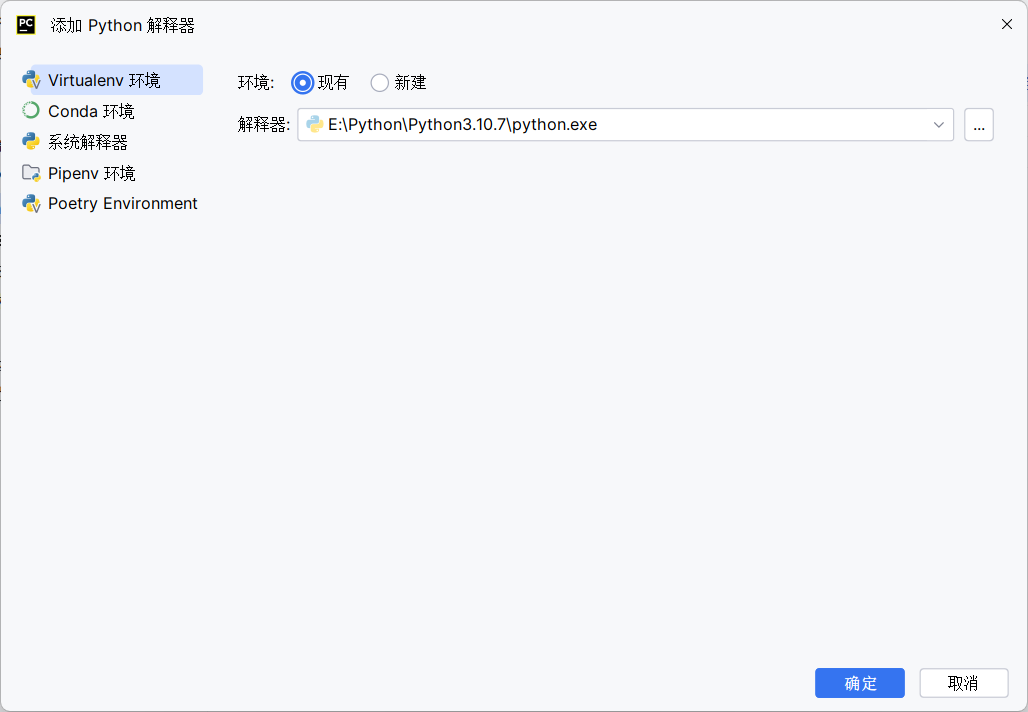 PC 添加 Python 解释器
Virtualenv 环境
Conda 环境
系统解释器
Pipenv 环境
Poetry Environment
环境: 现有 新建
解释器: E:\Python\Python3.10.7\python.exe ...
确定 取消